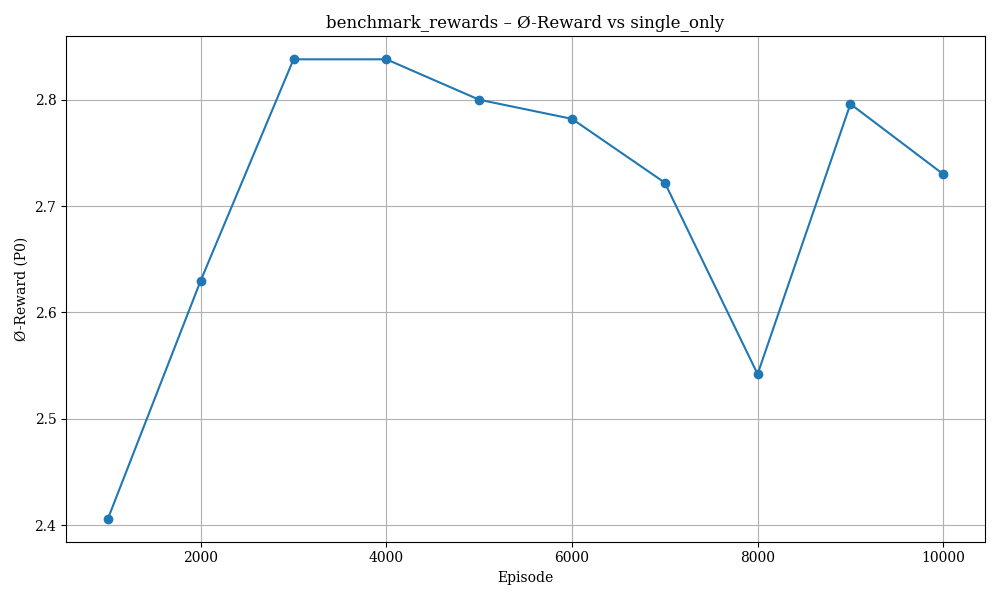 benchmark_rewards – Ø-Reward vs single_only
Ø-Reward (P0)
2.8
2.7
2.6
2.5
2.4
2000 4000 6000 8000 10000
Episode